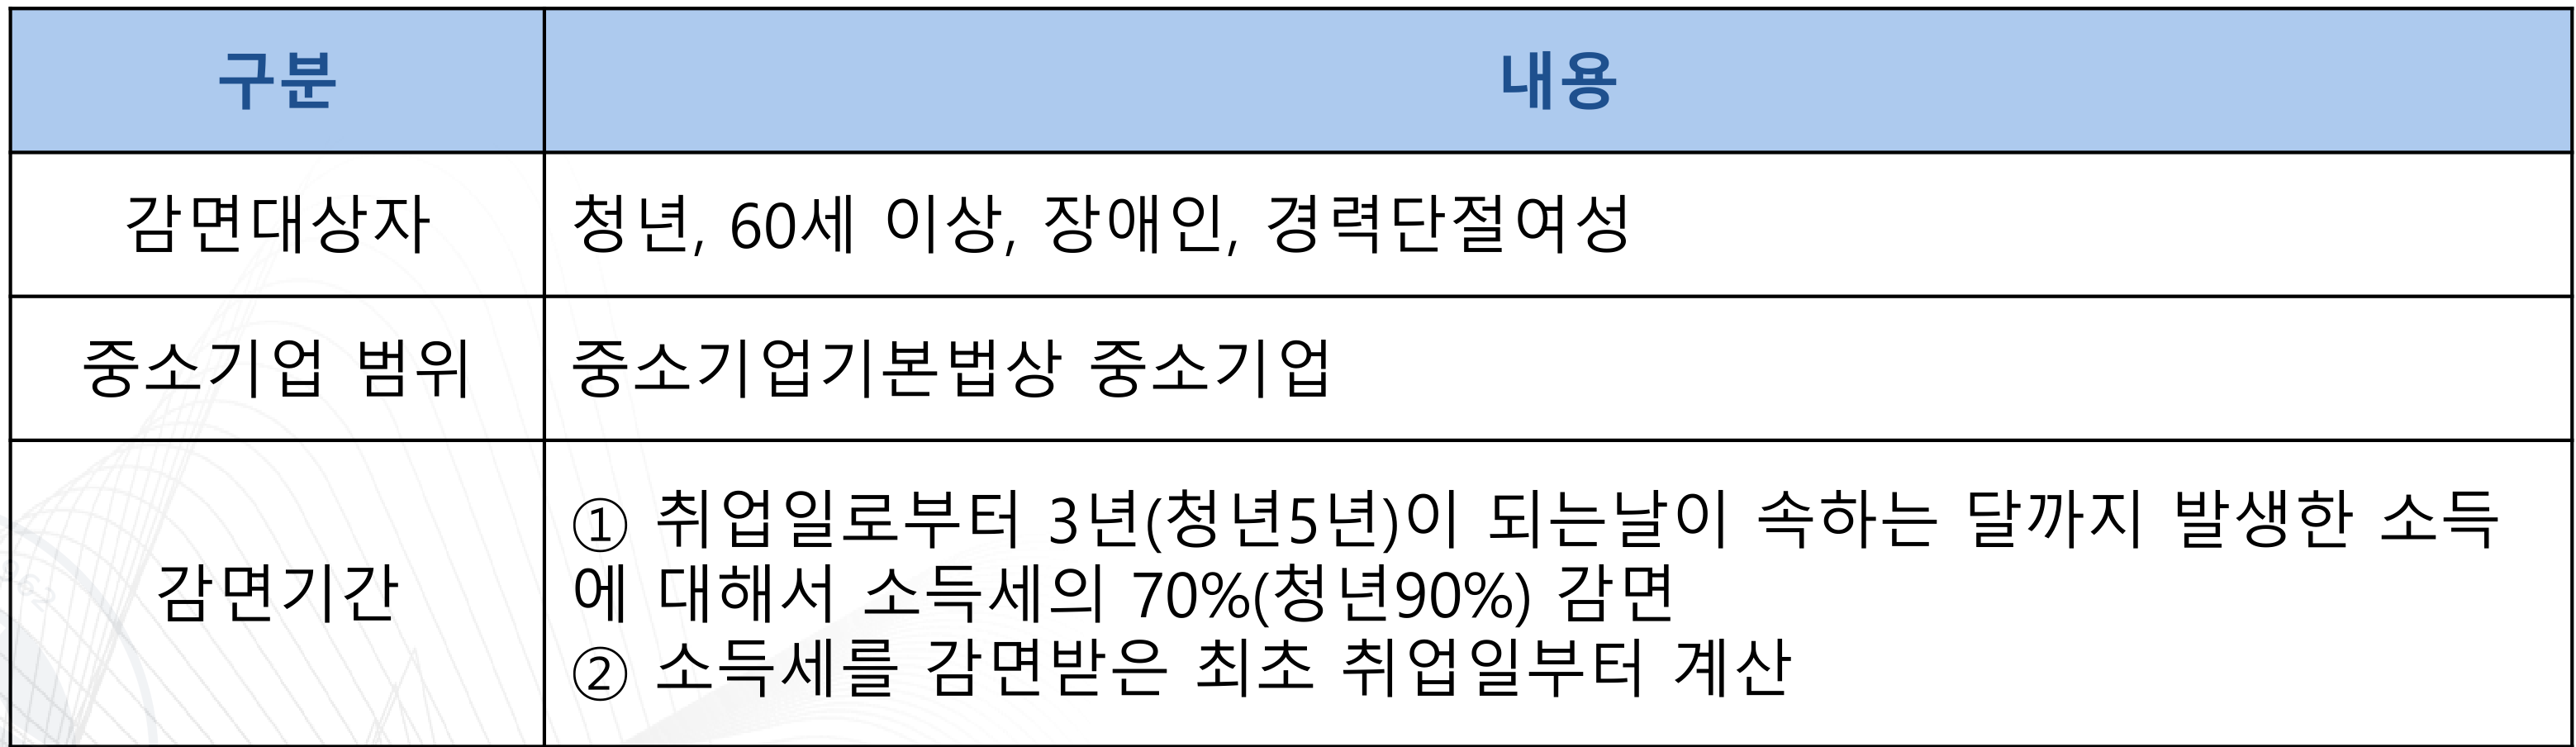 구분
내용
감면대상자
청년, 60세 이상, 장애인, 경력단절여성
중소기업 범위
중소기업기본법상 중소기업
감면기간
① 취업일로부터 3년(청년5년)이 되는날이 속하는 달까지 발생한 소득
에 대해서 소득세의 70%(청년90%) 감면
② 소득세를 감면받은 최초 취업일부터 계산